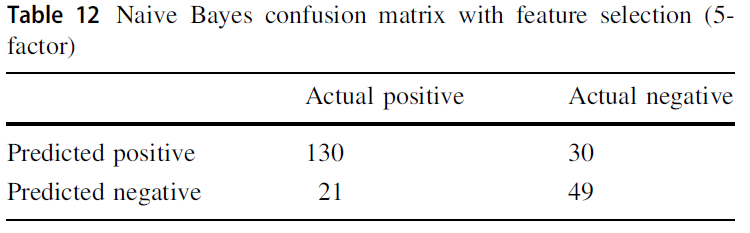 Table 12 Naive Bayes confusion matrix with feature selection (5-
factor)
Actual positive Actual negative
Predicted positive 130 30
Predicted negative 21 49